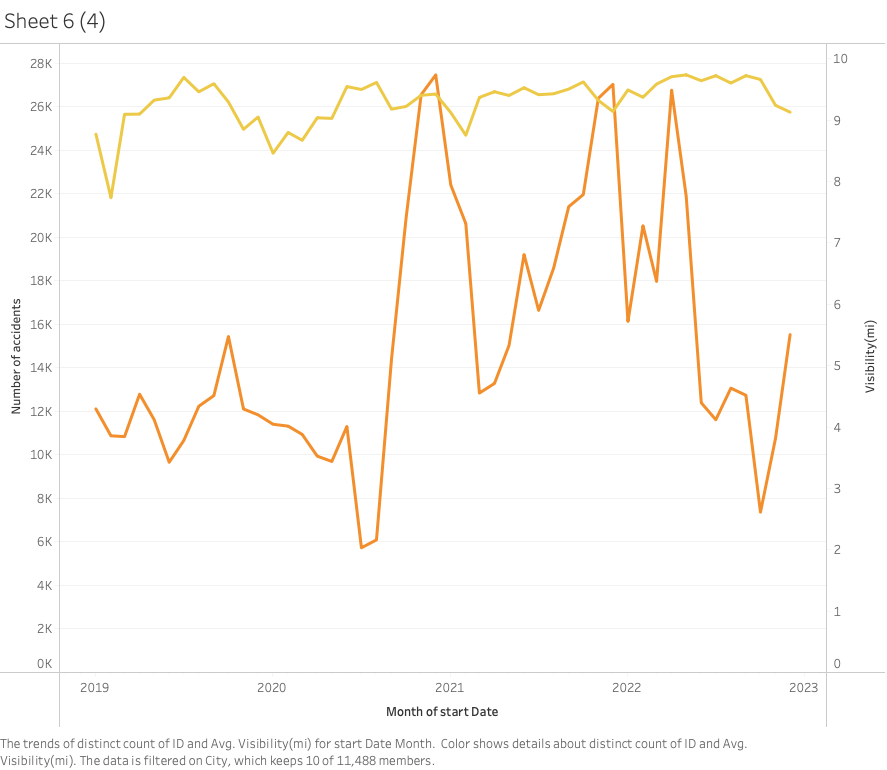 Sheet 6 (4)
28K
26K
24K
22K
20K
18K
16K
14K
12K
10K
8K
6K
4K
2K
0K
Number of accidents
10
9
8
7
6
5
4
3
2
1
0
Visibility(mi)
2019
2020
2021
2022
2023
Month of start Date
The trends of distinct count of ID and Avg. Visibility(mi) for start Date Month.  Color shows details about distinct count of ID and Avg.
Visibility(mi). The data is filtered on City, which keeps 10 of 11,488 members.